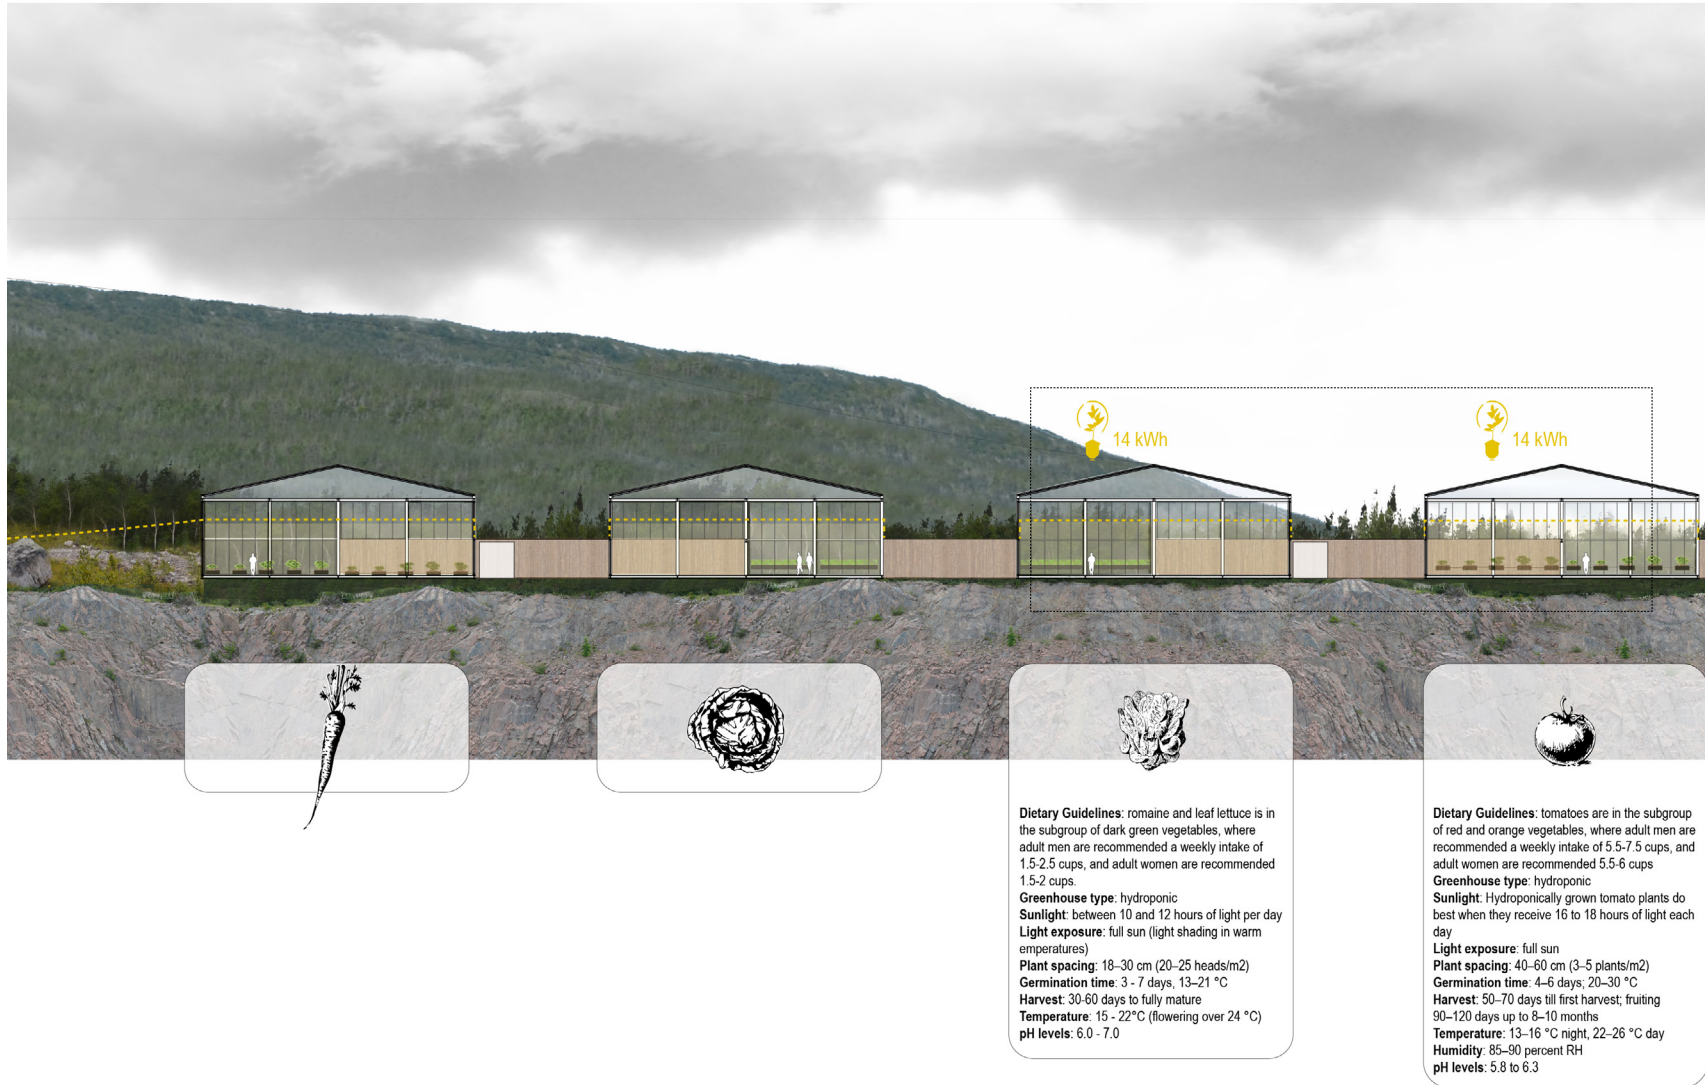 14 kWh
14 kWh
Dietary Guidelines: romaine and leaf lettuce is in
the subgroup of dark green vegetables, where
adult men are recommended a weekly intake of
1.5-2.5 cups, and adult women are recommended
1.5-2 cups.
Greenhouse type: hydroponic
Sunlight: between 10 and 12 hours of light per day
Light exposure: full sun (light shading in warm
emperatures)
Plant spacing: 18–30 cm (20–25 heads/m2)
Germination time: 3 - 7 days, 13–21 °C
Harvest: 30-60 days to fully mature
Temperature: 15 - 22°C (flowering over 24 °C)
pH levels: 6.0 - 7.0
Dietary Guidelines: tomatoes are in the subgroup
of red and orange vegetables, where adult men are
recommended a weekly intake of 5.5-7.5 cups, and
adult women are recommended 5.5-6 cups
Greenhouse type: hydroponic
Sunlight: Hydroponically grown tomato plants do
best when they receive 16 to 18 hours of light each
day
Light exposure: full sun
Plant spacing: 40–60 cm (3–5 plants/m2)
Germination time: 4–6 days; 20–30 °C
Harvest: 50–70 days till first harvest; fruiting
90–120 days up to 8–10 months
Temperature: 13–16 °C night, 22–26 °C day
Humidity: 85–90 percent RH
pH levels: 5.8 to 6.3